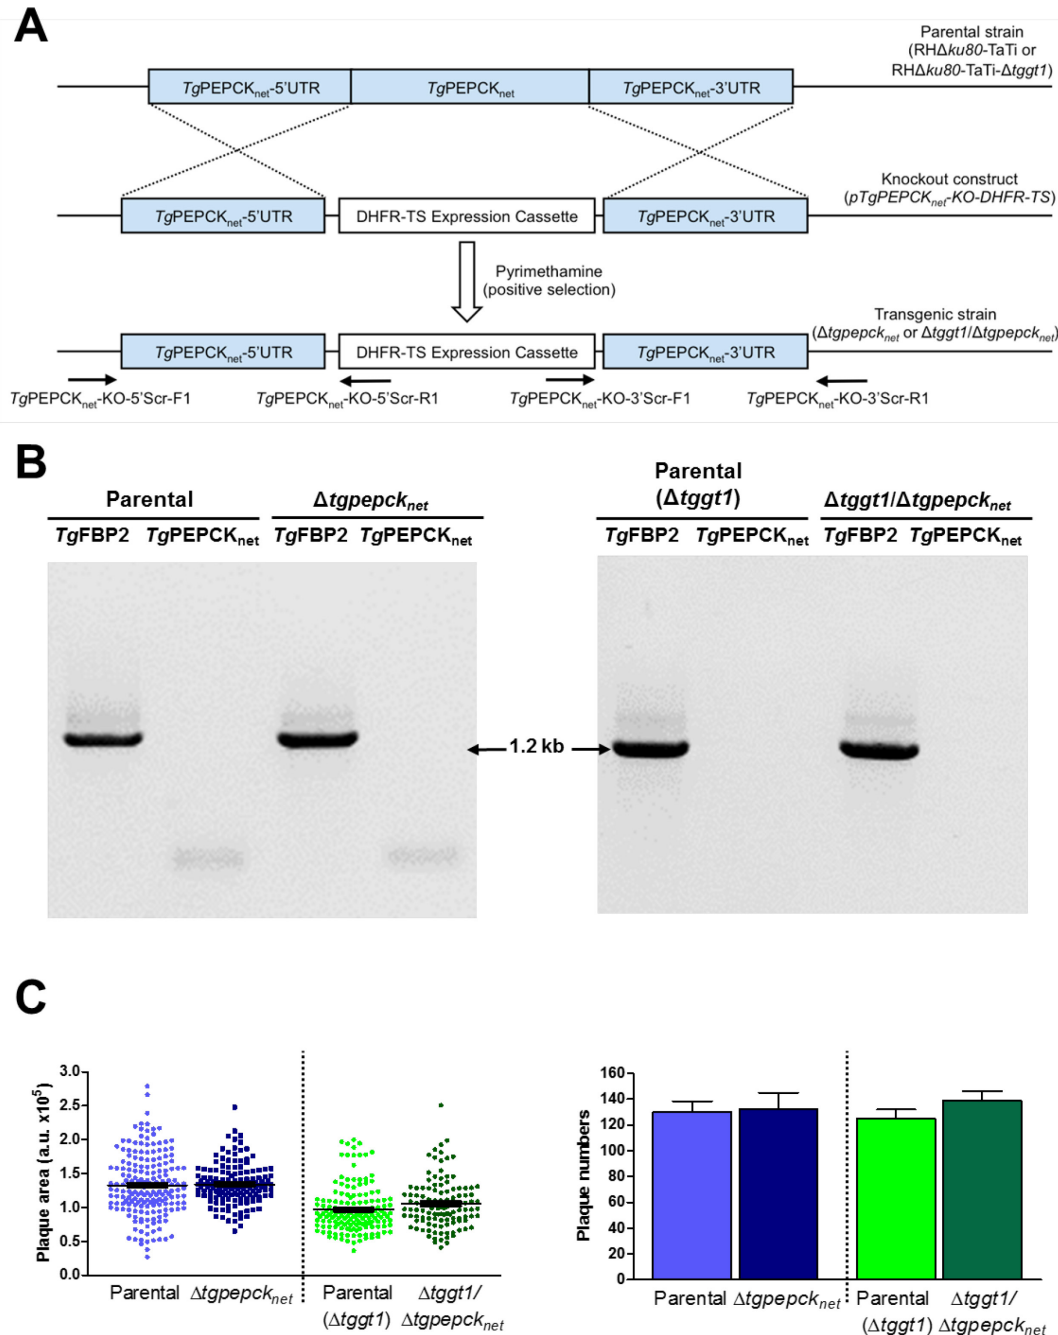 A
Parental strain
(RHΔku80-TaTi or
RHΔku80-TaTi-Δtggt1)
TgPEPCKnet-5'UTR TgPEPCKnet TgPEPCKnet-3'UTR
Knockout construct
(pTgPEPCKnet-KO-DHFR-TS)
TgPEPCKnet-5'UTR DHFR-TS Expression Cassette TgPEPCKnet-3'UTR
Pyrimethamine
(positive selection)
Transgenic strain
(Δtgpepcknet or Δtggt1/Δtgpepcknet)
TgPEPCKnet-5'UTR DHFR-TS Expression Cassette TgPEPCKnet-3'UTR
TgPEPCKnet-KO-5'Scr-F1 TgPEPCKnet-KO-5'Scr-R1 TgPEPCKnet-KO-3'Scr-F1 TgPEPCKnet-KO-3'Scr-R1
B
Parental Δtgpepcknet
TgFBP2 TgPEPCKnet TgFBP2 TgPEPCKnet
Parental
(Δtggt1) Δtggt1/Δtgpepcknet
TgFBP2 TgPEPCKnet TgFBP2 TgPEPCKnet
1.2 kb
C
Plaque area (a.u. x10⁵)
3.0
2.5
2.0
1.5
1.0
0.5
0.0
Parental Δtgpepcknet Parental Δtggt1/
(Δtggt1) Δtgpepcknet
Plaque numbers
160
140
120
100
80
60
40
20
0
Parental Δtgpepcknet Parental Δtggt1/
(Δtggt1) Δtgpepcknet